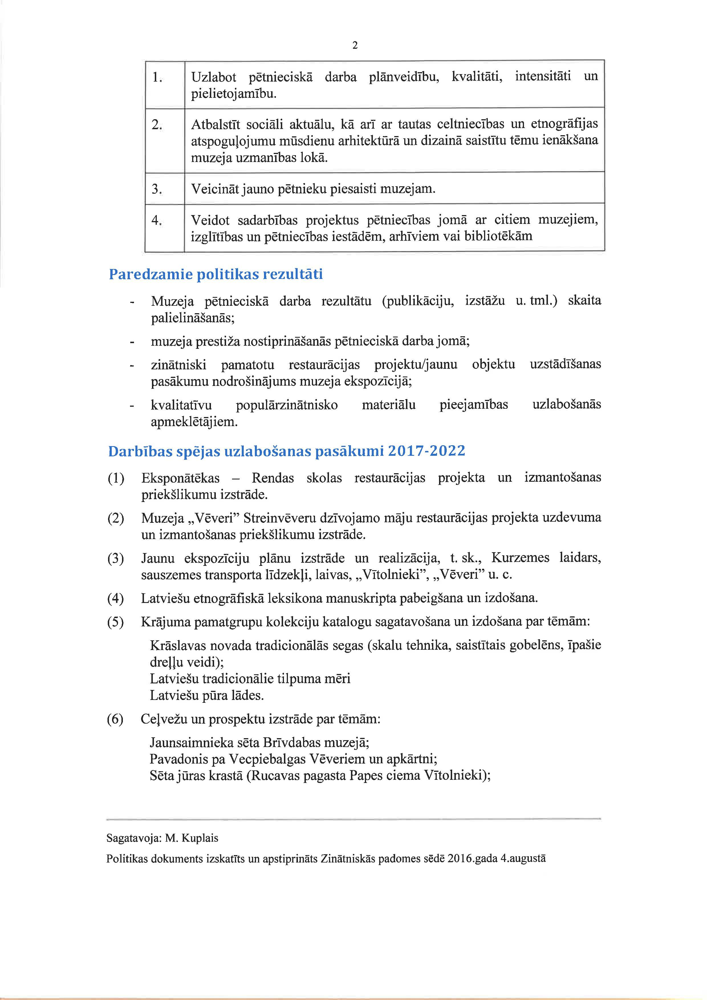 2
1. Uzlabot pētnieciskā darba plānveidību, kvalitāti, intensitāti un
pielietojamību.
2. Atbalstīt sociāli aktuālu, kā arī ar tautas celtniecības un etnogrāfijas
atspoguļojumu mūsdienu arhitektūrā un dizainā saistītu tēmu ienākšana
muzeja uzmanības lokā.
3. Veicināt jauno pētnieku piesaisti muzejam.
4. Veidot sadarbības projektus pētniecības jomā ar citiem muzejiem,
izglītības un pētniecības iestādēm, arhīviem vai bibliotēkām
Paredzamie politikas rezultāti
- Muzeja pētnieciskā darba rezultātu (publikāciju, izstāžu u. tml.) skaita
palielināšanās;
- muzeja prestiža nostiprināšanās pētnieciskā darba jomā;
- zinātniski pamatotu restaurācijas projektu/jaunu objektu uzstādīšanas
pasākumu nodrošinājums muzeja ekspozīcijā;
- kvalitatīvu populārzinātnisko materiālu pieejamības uzlabošanās
apmeklētājiem.
Darbības spējas uzlabošanas pasākumi 2017-2022
(1) Eksponātēkas – Rendas skolas restaurācijas projekta un izmantošanas
priekšlikumu izstrāde.
(2) Muzeja „Vēveri” Streinvēveru dzīvojamo māju restaurācijas projekta uzdevuma
un izmantošanas priekšlikumu izstrāde.
(3) Jaunu ekspozīciju plānu izstrāde un realizācija, t. sk., Kurzemes laidars,
sauszemes transporta līdzekļi, laivas, „Vītolnieki”, „Vēveri” u. c.
(4) Latviešu etnogrāfiskā leksikona manuskripta pabeigšana un izdošana.
(5) Krājuma pamatgrupu kolekciju katalogu sagatavošana un izdošana par tēmām:
Krāslavas novada tradicionālās segas (skalu tehnika, saistītais gobelēns, īpašie
dreļļu veidi);
Latviešu tradicionālie tilpuma mēri
Latviešu pūra lādes.
(6) Ceļvežu un prospektu izstrāde par tēmām:
Jaunsaimnieka sēta Brīvdabas muzejā;
Pavadonis pa Vecpiebalgas Vēveriem un apkārtni;
Sēta jūras krastā (Rucavas pagasta Papes ciema Vītolnieki);
Sagatavoja: M. Kuplais
Politikas dokuments izskatīts un apstiprināts Zinātniskās padomes sēdē 2016.gada 4.augustā